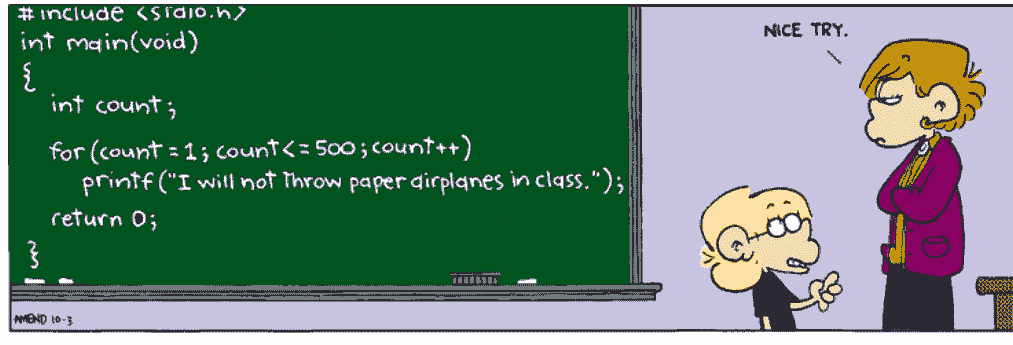 #include <stdio.h>
int main(void)
{
int count;
for (count = 1; count <= 500; count++)
printf("I will not Throw paper airplanes in class.");
return 0;
}
NICE TRY.
AMEND 10-3